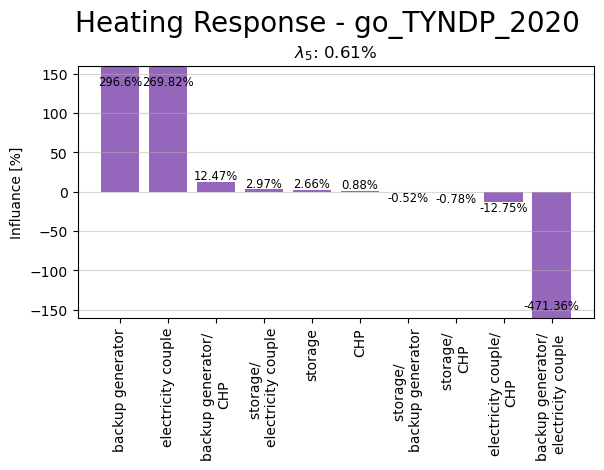 Heating Response - go_TYNDP_2020
λ5: 0.61%
Influance [%]
150
100
50
0
−50
−100
−150
296.6%
269.82%
12.47%
2.97%
2.66%
0.88%
-0.52%
-0.78%
-12.75%
-471.36%
backup generator
electricity couple
backup generator/
CHP
storage/
electricity couple
storage
CHP
storage/
backup generator
storage/
CHP
electricity couple/
CHP
backup generator/
electricity couple